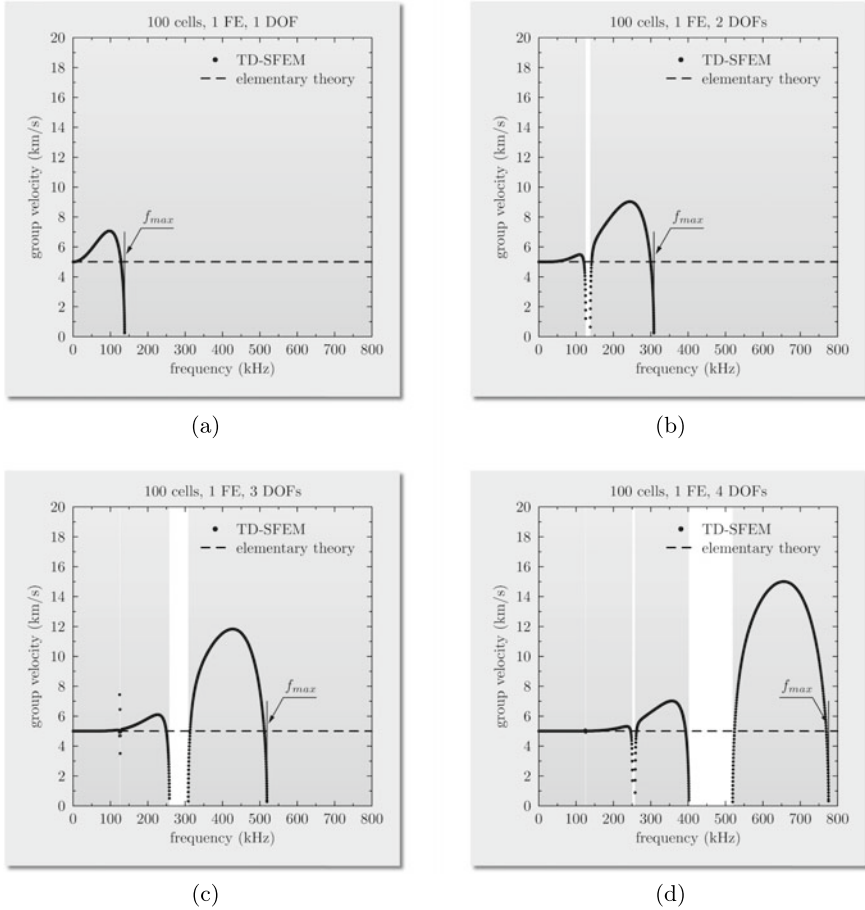 100 cells, 1 FE, 1 DOF
TD-SFEM
elementary theory
f_max
group velocity (km/s)
0 2 4 6 8 10 12 14 16 18 20
0 100 200 300 400 500 600 700 800
frequency (kHz)
(a)
100 cells, 1 FE, 2 DOFs
TD-SFEM
elementary theory
f_max
group velocity (km/s)
0 2 4 6 8 10 12 14 16 18 20
0 100 200 300 400 500 600 700 800
frequency (kHz)
(b)
100 cells, 1 FE, 3 DOFs
TD-SFEM
elementary theory
f_max
group velocity (km/s)
0 2 4 6 8 10 12 14 16 18 20
0 100 200 300 400 500 600 700 800
frequency (kHz)
(c)
100 cells, 1 FE, 4 DOFs
TD-SFEM
elementary theory
f_max
group velocity (km/s)
0 2 4 6 8 10 12 14 16 18 20
0 100 200 300 400 500 600 700 800
frequency (kHz)
(d)